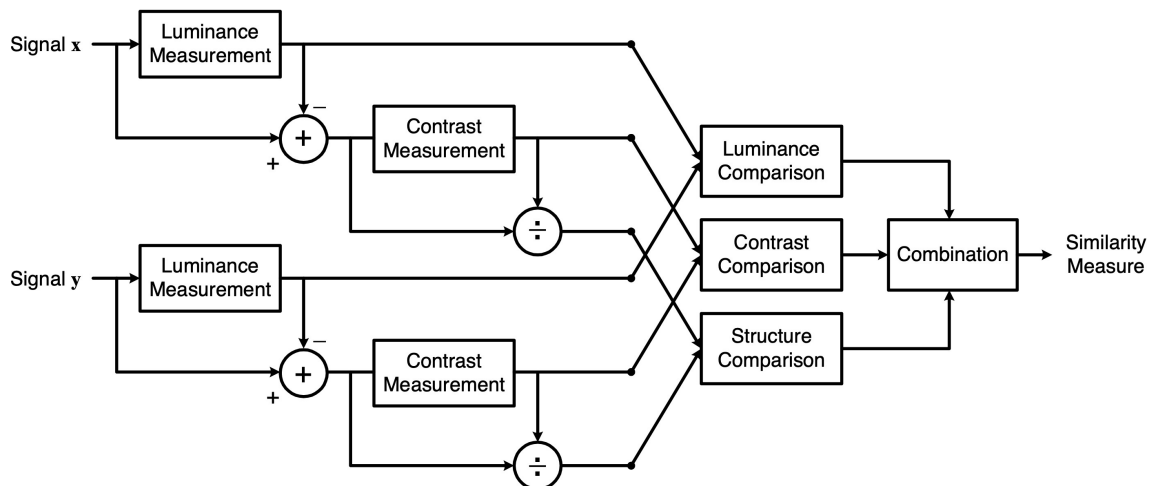 Signal x
Luminance
Measurement
−
+
+
Contrast
Measurement
÷
Signal y
Luminance
Measurement
−
+
+
Contrast
Measurement
÷
Luminance
Comparison
Contrast
Comparison
Structure
Comparison
Combination
Similarity
Measure